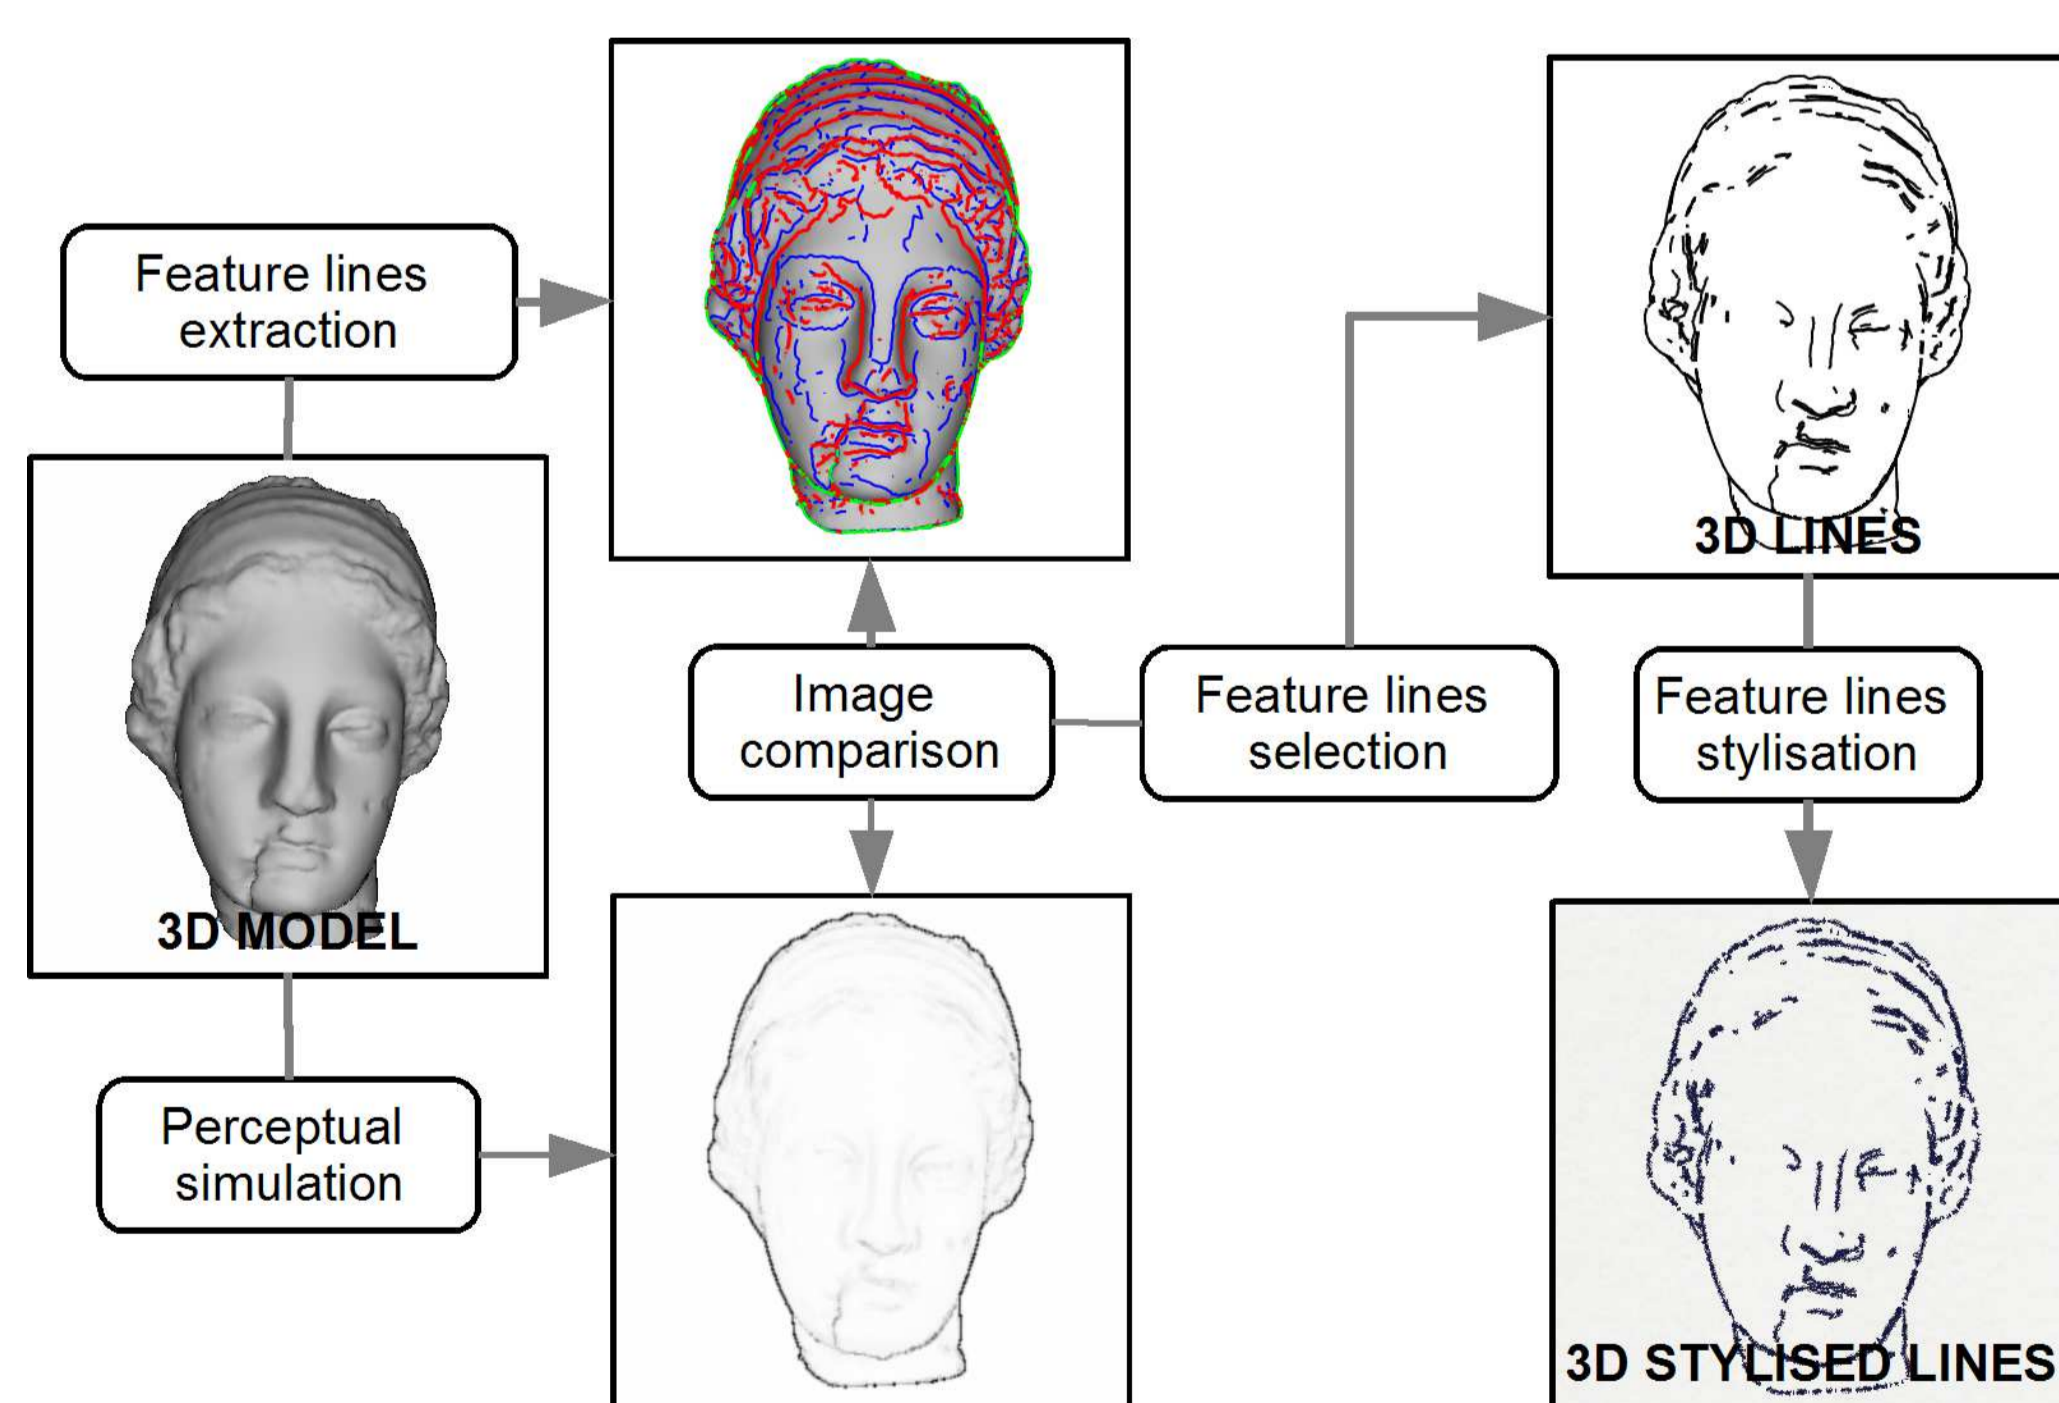 Feature lines
extraction
3D MODEL
Perceptual
simulation
Image
comparison
Feature lines
selection
3D LINES
Feature lines
stylisation
3D STYLISED LINES